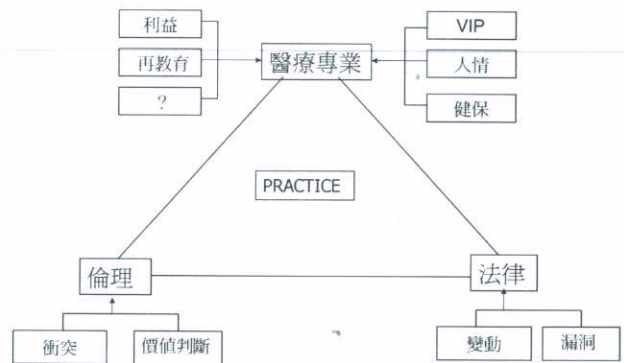 利益
再教育
?
醫療專業
VIP
人情
健保
PRACTICE
倫理
法律
衝突
價值判斷
變動
漏洞